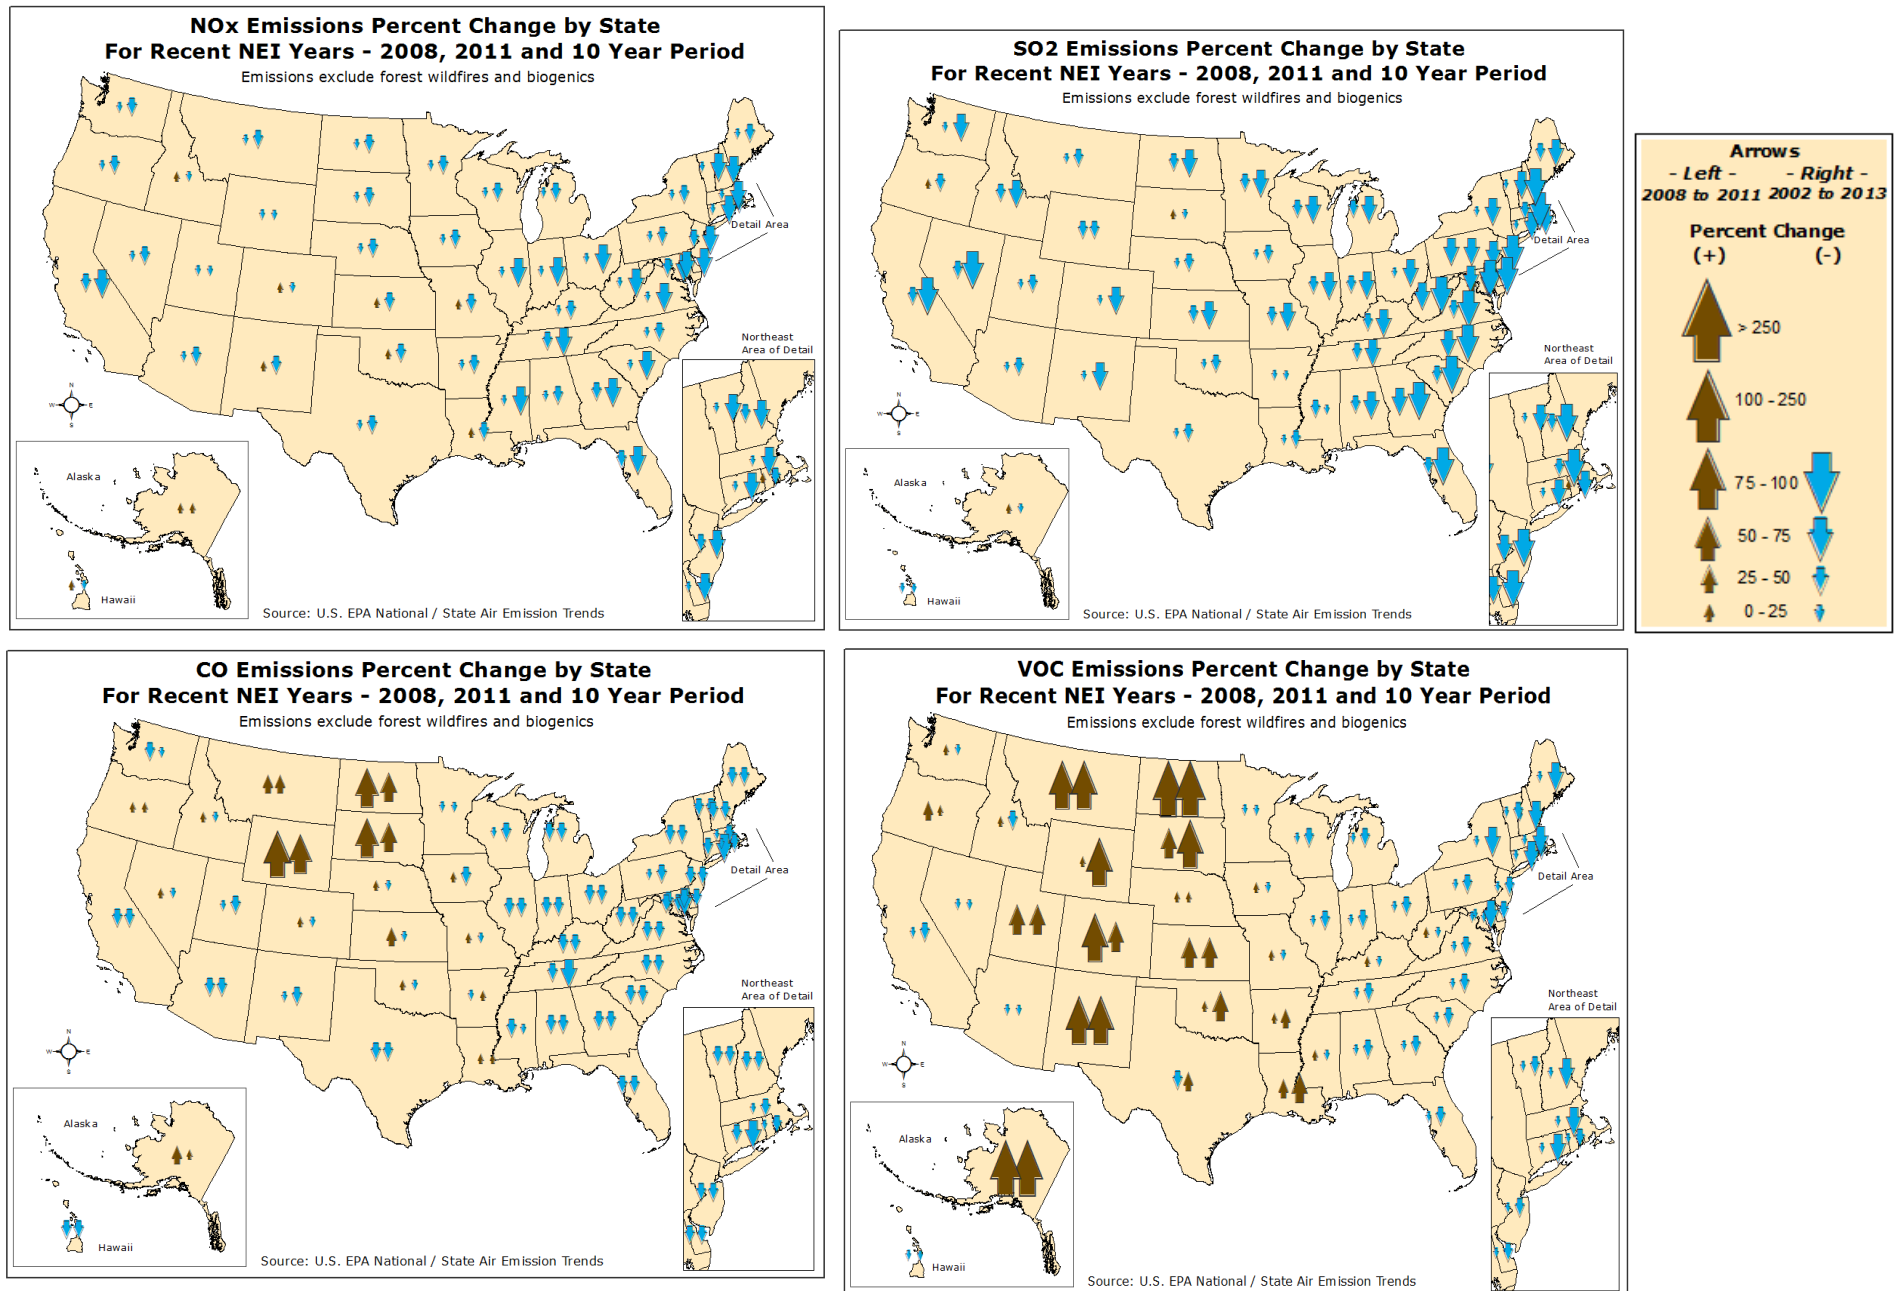 NOx Emissions Percent Change by State
For Recent NEI Years - 2008, 2011 and 10 Year Period
Emissions exclude forest wildfires and biogenics
Detail Area
Northeast
Area of Detail
N
W
E
S
Alaska
Hawaii
Source: U.S. EPA National / State Air Emission Trends
SO2 Emissions Percent Change by State
For Recent NEI Years - 2008, 2011 and 10 Year Period
Emissions exclude forest wildfires and biogenics
Detail Area
Northeast
Area of Detail
N
W
E
S
Alaska
Hawaii
Source: U.S. EPA National / State Air Emission Trends
Arrows
- Left - - Right -
2008 to 2011 2002 to 2013
Percent Change
(+) (-)
> 250
100 - 250
75 - 100
50 - 75
25 - 50
0 - 25
CO Emissions Percent Change by State
For Recent NEI Years - 2008, 2011 and 10 Year Period
Emissions exclude forest wildfires and biogenics
Detail Area
Northeast
Area of Detail
N
W
E
S
Alaska
Hawaii
Source: U.S. EPA National / State Air Emission Trends
VOC Emissions Percent Change by State
For Recent NEI Years - 2008, 2011 and 10 Year Period
Emissions exclude forest wildfires and biogenics
Detail Area
Northeast
Area of Detail
N
W
E
S
Alaska
Hawaii
Source: U.S. EPA National / State Air Emission Trends